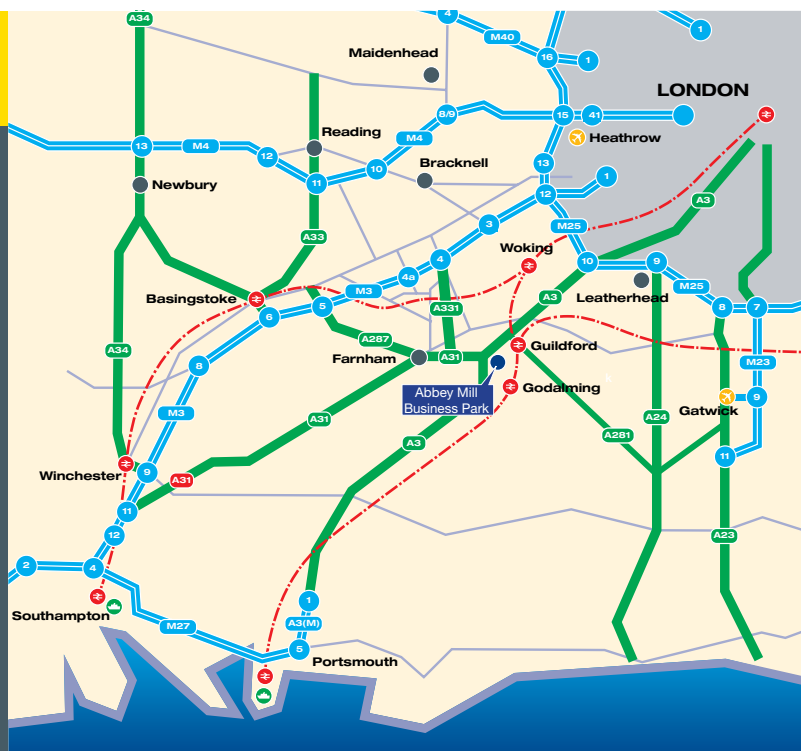 A34
4
1
M40
16
1
Maidenhead
LONDON
8/9
15
41
Reading
M4
Heathrow
13
M4
12
10
Bracknell
13
11
12
1
Newbury
A3
3
M25
A33
Woking
4
10
9
4a
M3
Basingstoke
A3
Leatherhead
M25
5
A331
8
7
6
A287
A34
Guildford
Farnham
A31
8
M23
Abbey Mill
Business Park
Godalming
Gatwick
9
M3
A31
A24
A281
A3
11
Winchester
9
A31
11
12
A23
2
4
1
Southampton
A3(M)
M27
5
Portsmouth